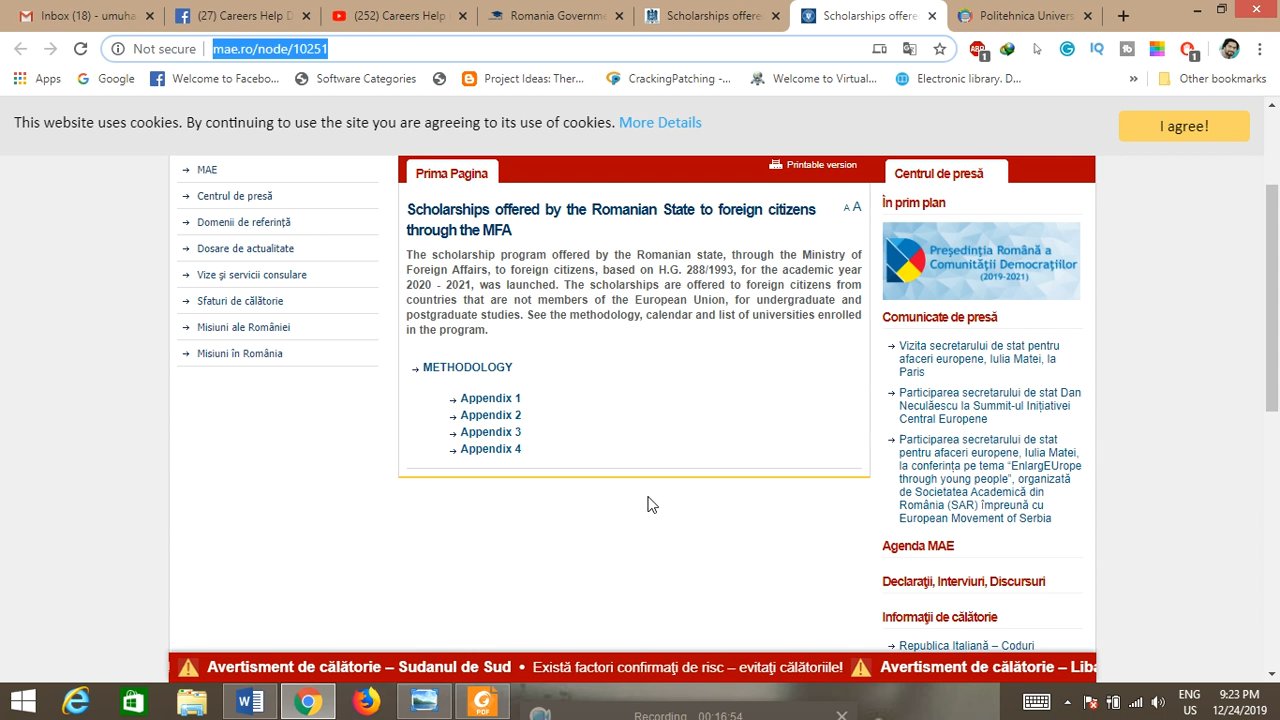 Inbox (18) - umuha
(27) Careers Help D
(252) Careers Help
Romania Governme
Scholarships offere
Scholarships offere
Politehnica Univers
Not secure
mae.ro/node/10251
IQ
Apps
Google
Welcome to Facebo...
Software Categories
Project Ideas: Ther...
CrackingPatching -...
Welcome to Virtual...
Electronic library. D...
»
Other bookmarks
This website uses cookies. By continuing to use the site you are agreeing to its use of cookies. More Details
I agree!
MAE
Centrul de presă
Domenii de referință
Dosare de actualitate
Vize şi servicii consulare
Sfaturi de călătorie
Misiuni ale României
Misiuni în România
Prima Pagina
Printable version
Scholarships offered by the Romanian State to foreign citizens
through the MFA
A A
The scholarship program offered by the Romanian state, through the Ministry of
Foreign Affairs, to foreign citizens, based on H.G. 288/1993, for the academic year
2020 - 2021, was launched. The scholarships are offered to foreign citizens from
countries that are not members of the European Union, for undergraduate and
postgraduate studies. See the methodology, calendar and list of universities enrolled
in the program.
METHODOLOGY
Appendix 1
Appendix 2
Appendix 3
Appendix 4
Centrul de presă
În prim plan
Preşedinţia Română a
Comunităţii Democraţiilor
(2019-2021)
Comunicate de presă
Vizita secretarului de stat pentru
afaceri europene, Iulia Matei, la
Paris
Participarea secretarului de stat Dan
Neculăescu la Summit-ul Inițiativei
Central Europene
Participarea secretarului de stat
pentru afaceri europene, Iulia Matei,
la conferința pe tema “EnlargEUrope
through young people”, organizată
de Societatea Academică din
România (SAR) împreună cu
European Movement of Serbia
Agenda MAE
Declaraţii, Interviuri, Discursuri
Informaţii de călătorie
Republica Italiană – Coduri
Avertisment de călătorie – Sudanul de Sud • Există factori confirmaţi de risc – evitaţi călătoriile! Avertisment de călătorie – Liba
Recording 00:16:54
ENG
US
9:23 PM
12/24/2019